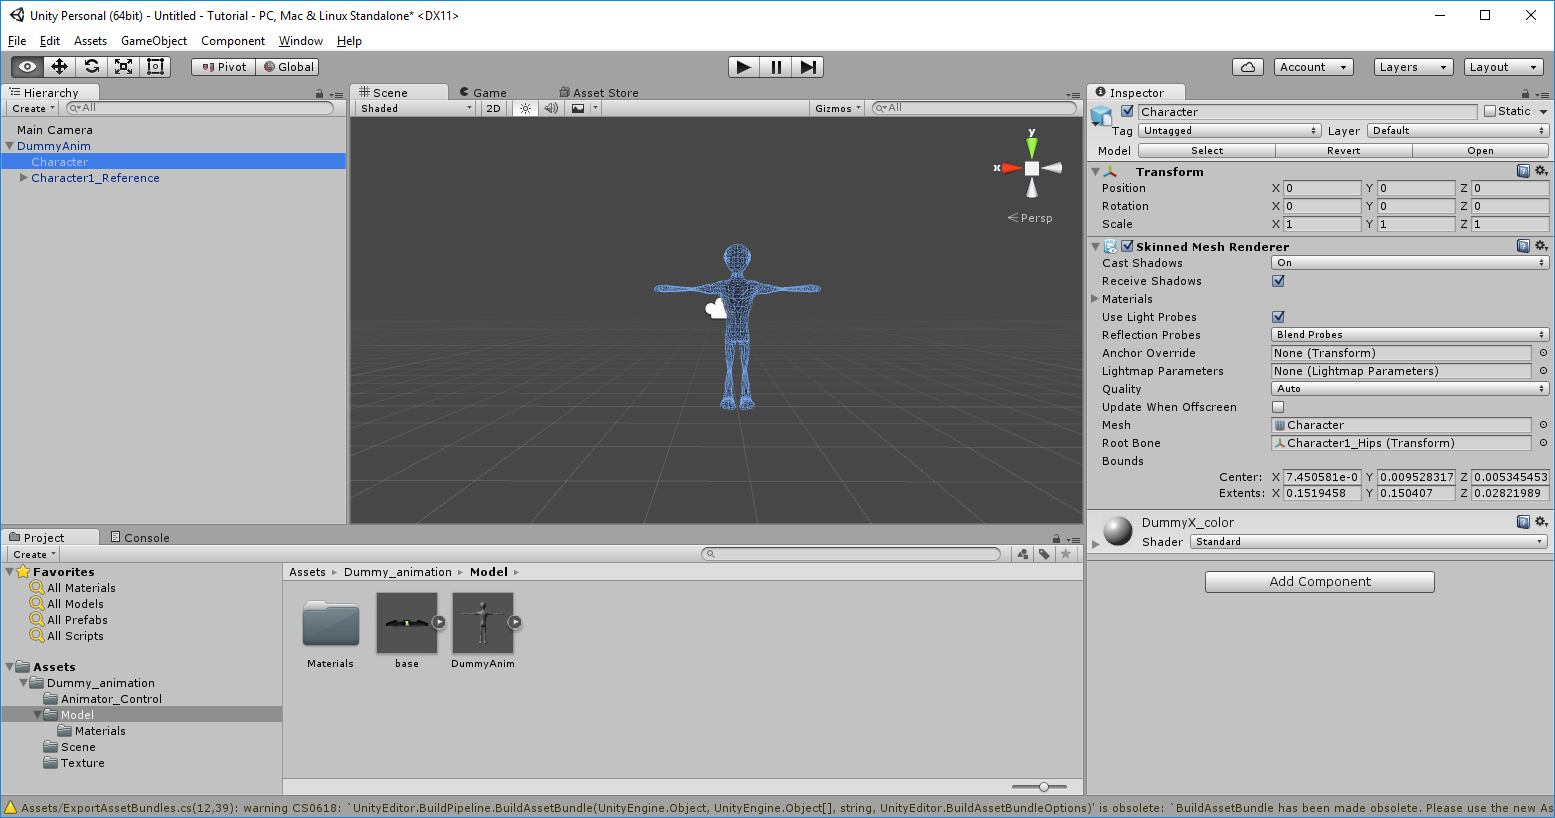 Unity Personal (64bit) - Untitled - Tutorial - PC, Mac & Linux Standalone* <DX11>
File Edit Assets GameObject Component Window Help
Pivot Global Account Layers Layout
Hierarchy
Create All
Main Camera
DummyAnim
Character
Character1_Reference
Scene Game Asset Store
Shaded 2D Gizmos All
y
x
Persp
Inspector
Character Static
Tag Untagged Layer Default
Model Select Revert Open
Transform
Position X 0 Y 0 Z 0
Rotation X 0 Y 0 Z 0
Scale X 1 Y 1 Z 1
Skinned Mesh Renderer
Cast Shadows On
Receive Shadows
Materials
Use Light Probes
Reflection Probes Blend Probes
Anchor Override None (Transform)
Lightmap Parameters None (Lightmap Parameters)
Quality Auto
Update When Offscreen
Mesh Character
Root Bone Character1_Hips (Transform)
Bounds
Center: X 7.450581e-0 Y 0.009528317 Z 0.005345453
Extents: X 0.1519458 Y 0.150407 Z 0.02821989
DummyX_color
Shader Standard
Add Component
Project Console
Create
Favorites
All Materials
All Models
All Prefabs
All Scripts
Assets
Dummy_animation
Animator_Control
Model
Materials
Scene
Texture
Assets Dummy_animation Model
Materials base DummyAnim
Assets/ExportAssetBundles.cs(12,39): warning CS0618: `UnityEditor.BuildPipeline.BuildAssetBundle(UnityEngine.Object, UnityEngine.Object[], string, UnityEditor.BuildAssetBundleOptions)' is obsolete: `BuildAssetBundle has been made obsolete. Please use the new As